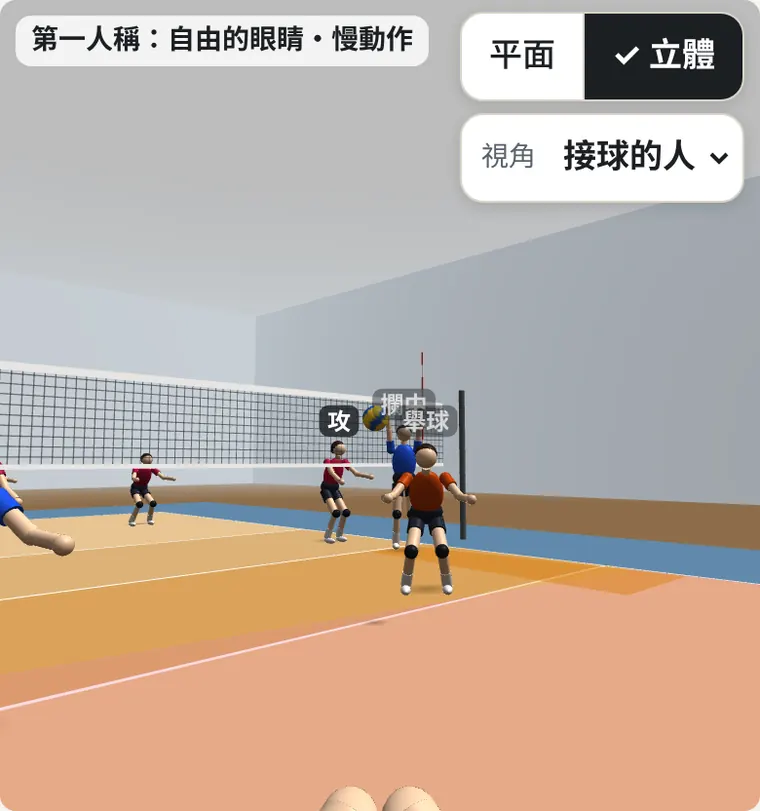 第一人稱：自由的眼睛・慢動作
平面
✓ 立體
視角 接球的人
攔中
攻
舉球